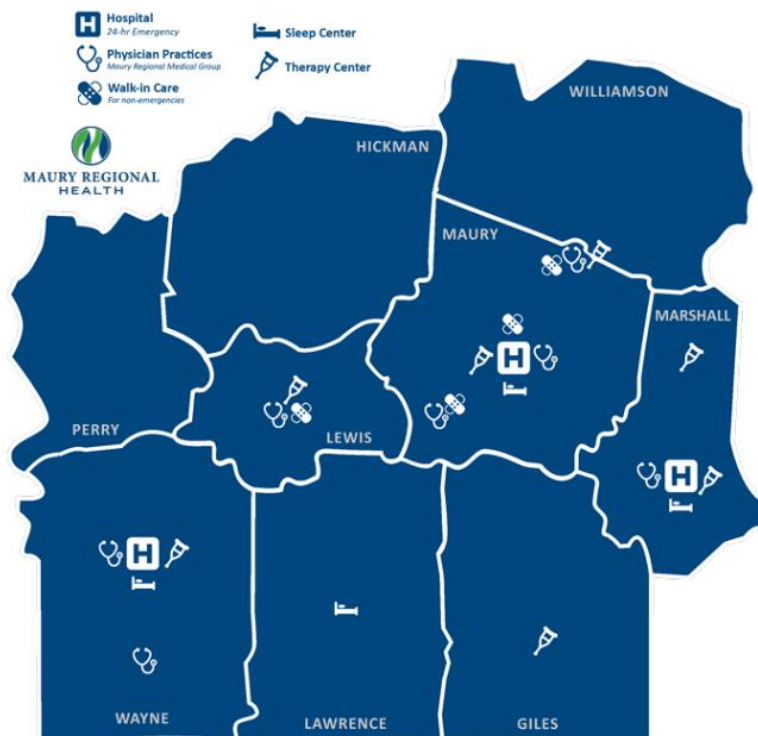 H
Hospital
24-hr Emergency
Physician Practices
Maury Regional Medical Group
Walk-in Care
For non-emergencies
Sleep Center
Therapy Center
MAURY REGIONAL
HEALTH
WILLIAMSON
HICKMAN
MAURY
MARSHALL
H
PERRY
LEWIS
H
H
WAYNE
LAWRENCE
GILES